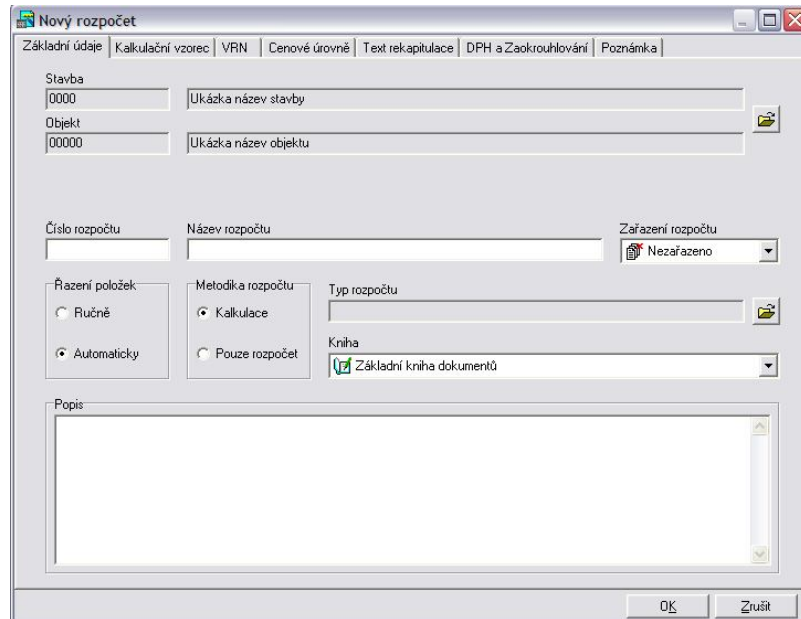 Nový rozpočet
Základní údaje Kalkulační vzorec VRN Cenové úrovně Text rekapitulace DPH a Zaokrouhlování Poznámka
Stavba
0000 Ukázka název stavby
Objekt
00000 Ukázka název objektu
Číslo rozpočtu Název rozpočtu Zařazení rozpočtu
Nezařazeno
Řazení položek Metodika rozpočtu Typ rozpočtu
Ručně Kalkulace
Kniha
Automaticky Pouze rozpočet Základní kniha dokumentů
Popis
OK Zrušit